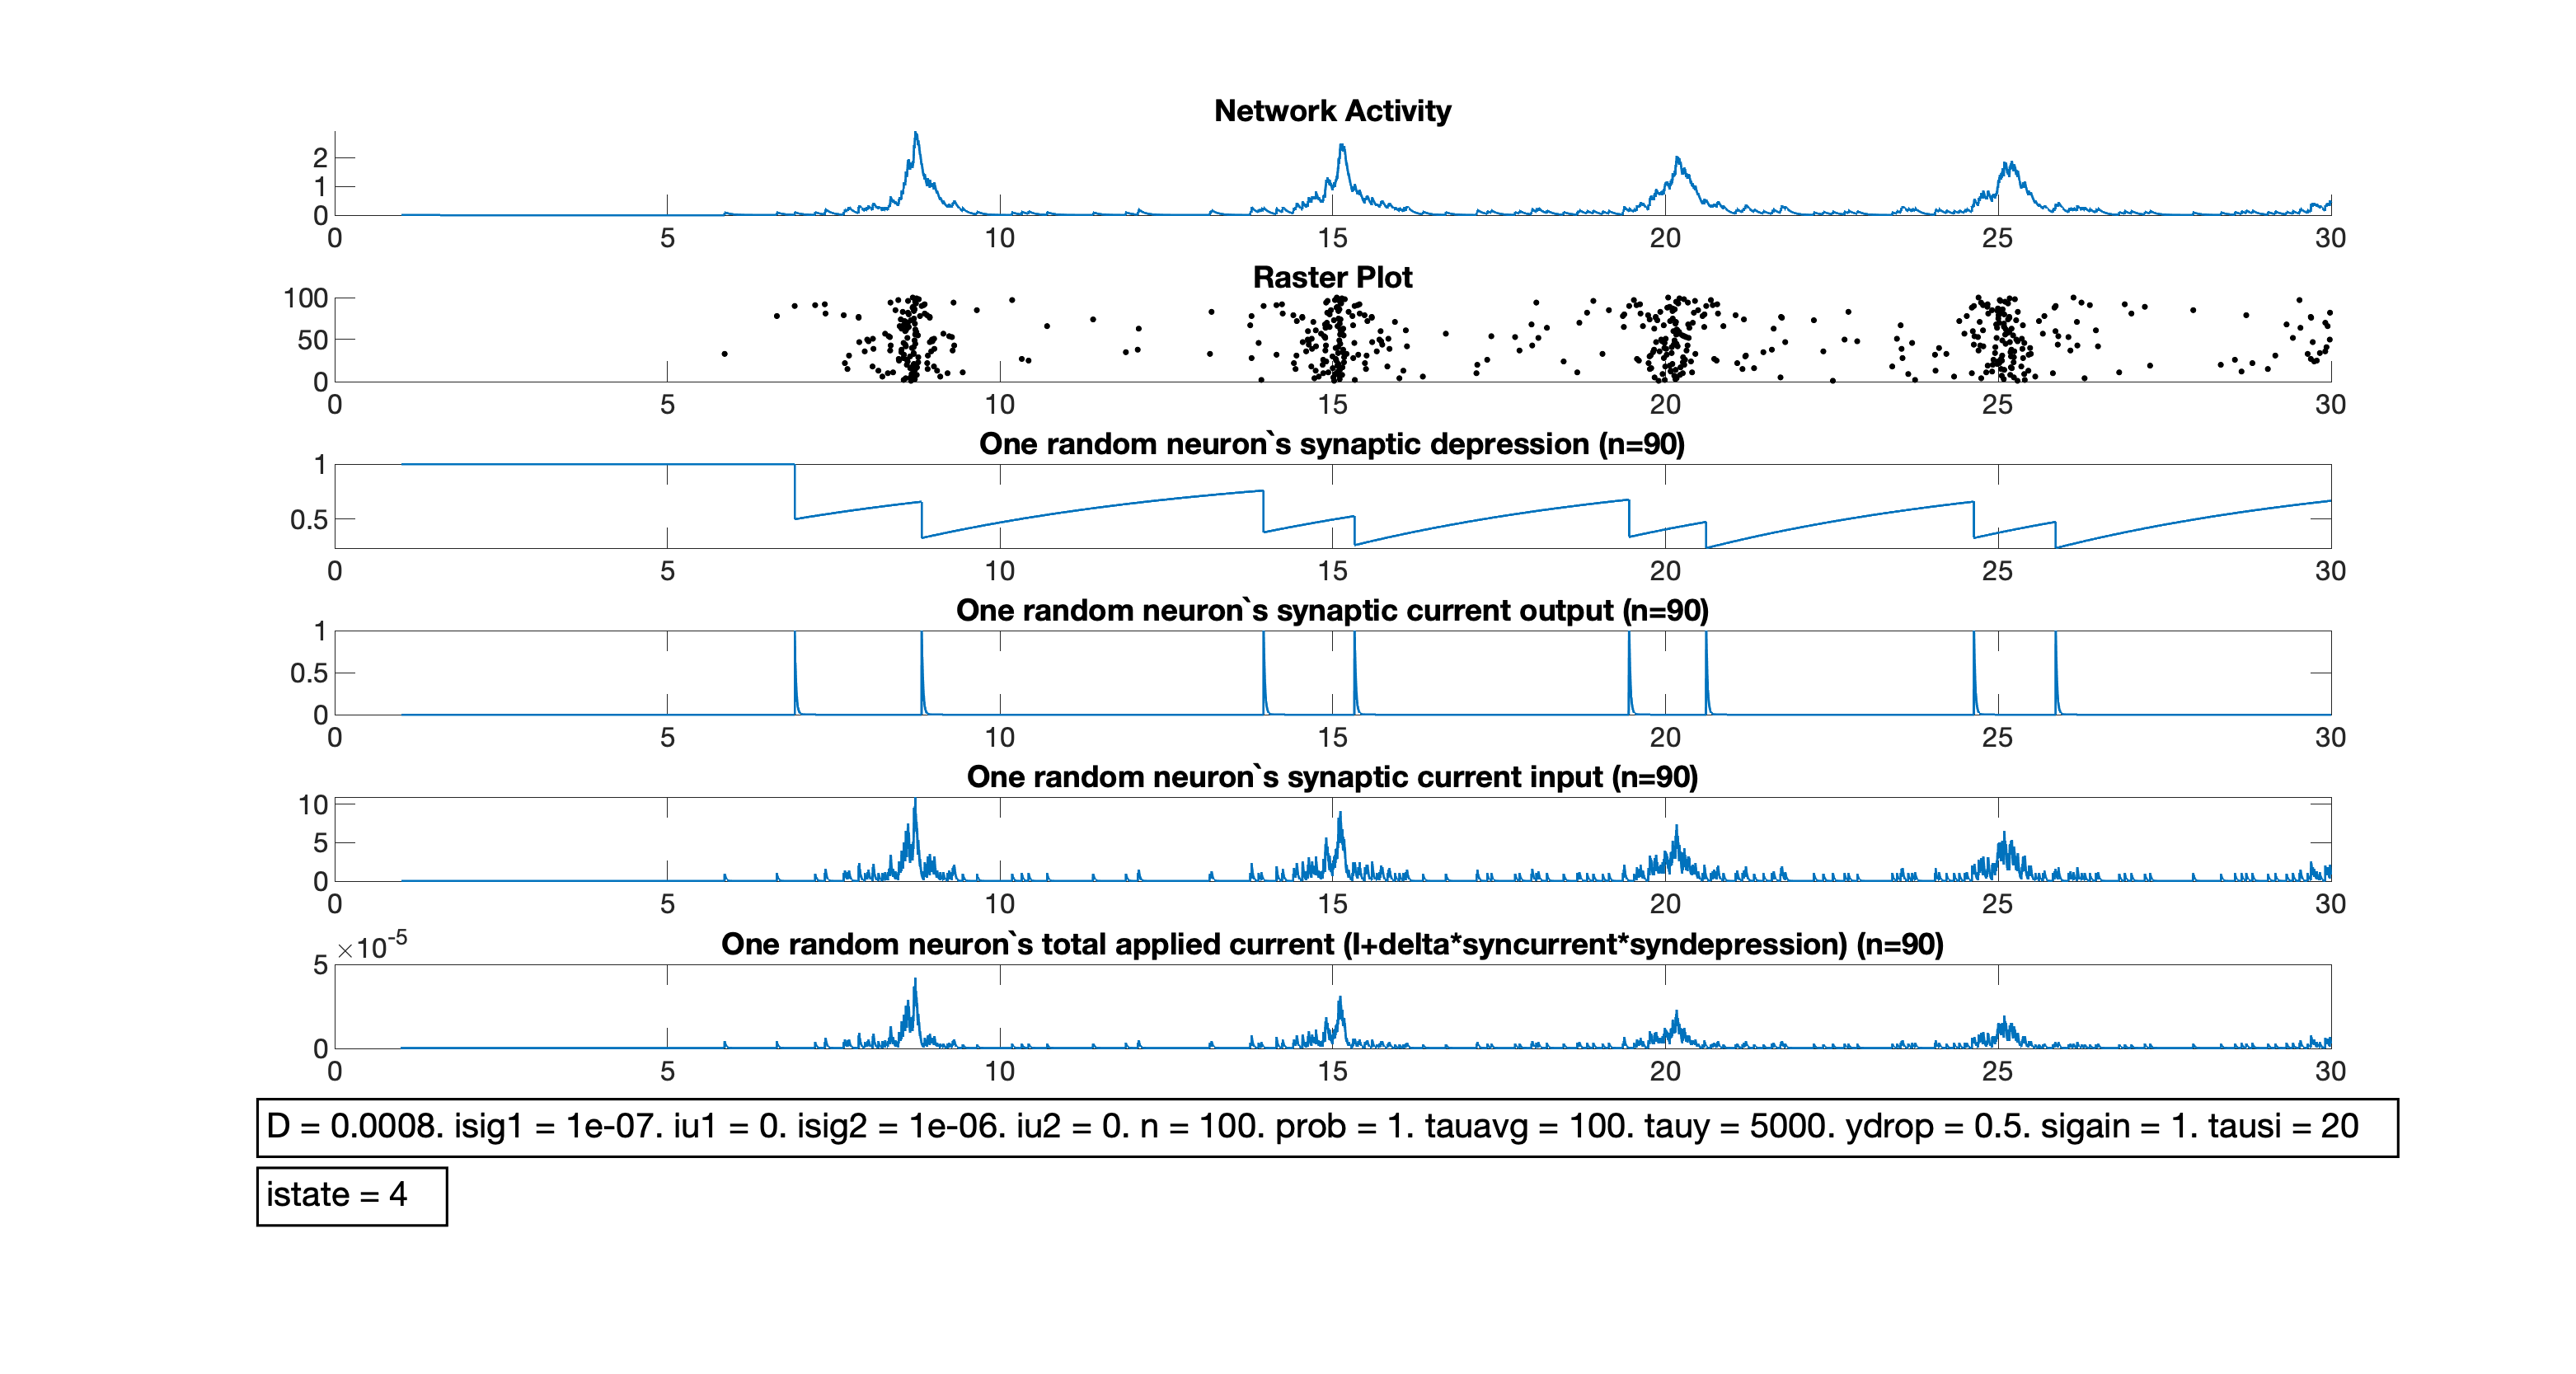 Network Activity
2
1
0
0 5 10 15 20 25 30
Raster Plot
100
50
0
0 5 10 15 20 25 30
One random neuron`s synaptic depression (n=90)
1
0.5
0 5 10 15 20 25 30
One random neuron`s synaptic current output (n=90)
1
0.5
0
0 5 10 15 20 25 30
One random neuron`s synaptic current input (n=90)
10
5
0
0 5 10 15 20 25 30
×10-5
One random neuron`s total applied current (I+delta*syncurrent*syndepression) (n=90)
5
0
0 5 10 15 20 25 30
D = 0.0008. isig1 = 1e-07. iu1 = 0. isig2 = 1e-06. iu2 = 0. n = 100. prob = 1. tauavg = 100. tauy = 5000. ydrop = 0.5. sigain = 1. tausi = 20
istate = 4